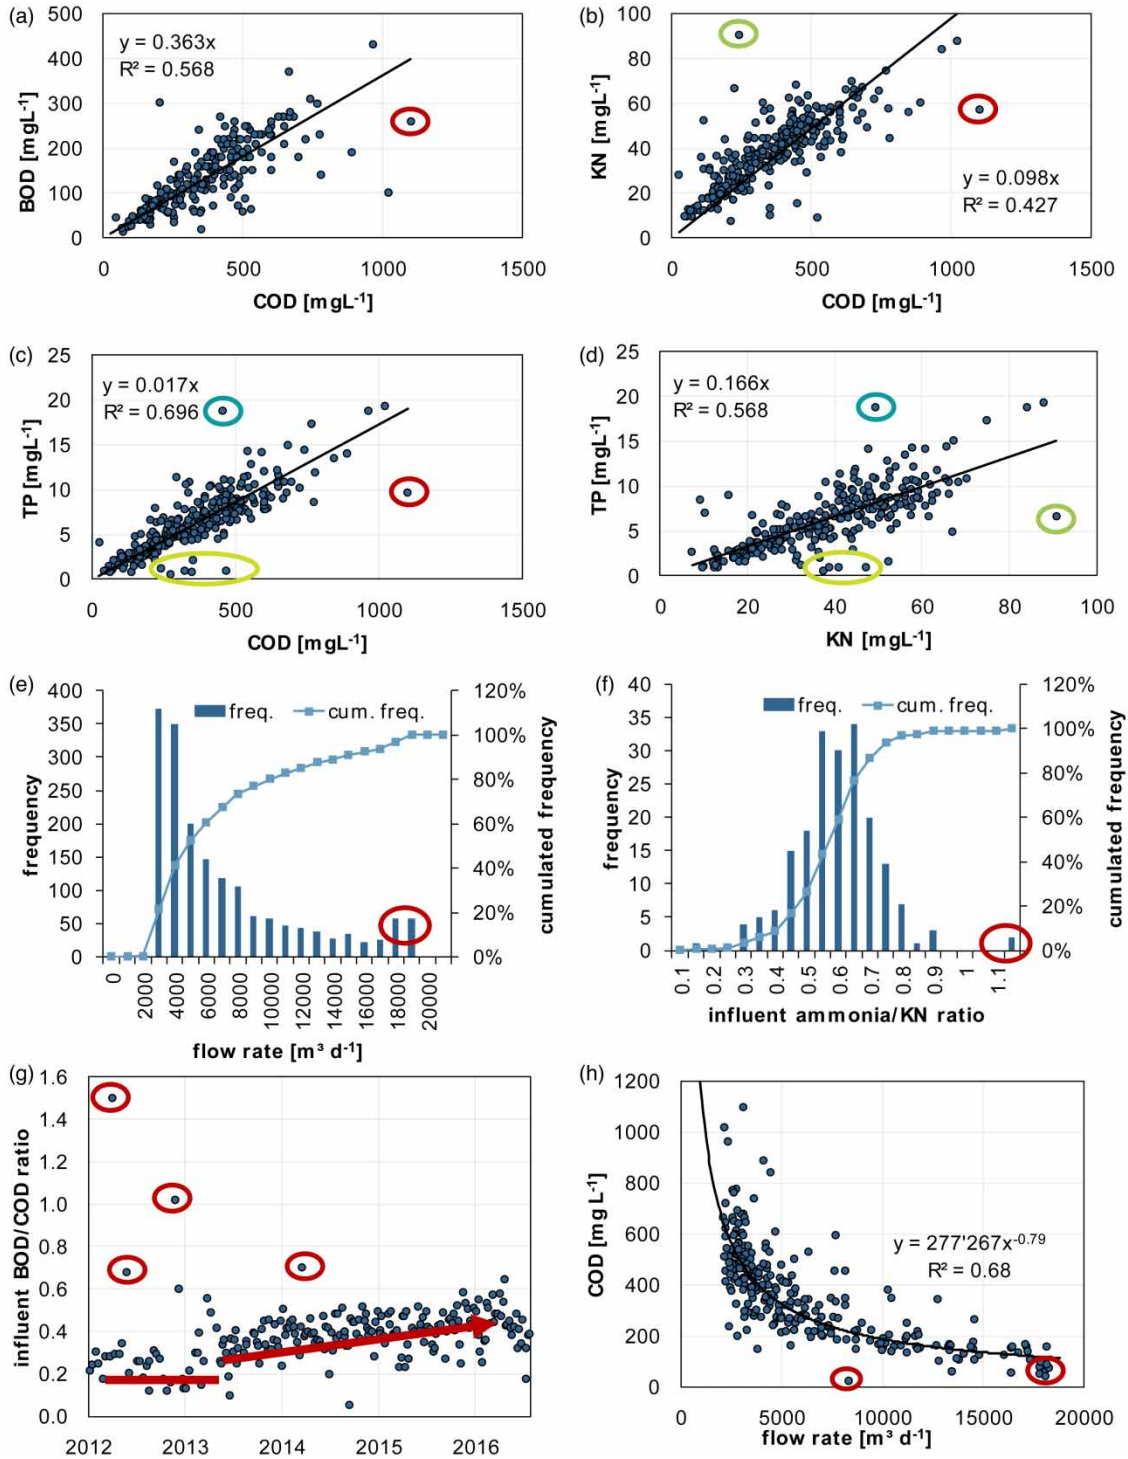 (a)
500
400
300
200
100
0
BOD [mgL-1]
y = 0.363x
R² = 0.568
0 500 1000 1500
COD [mgL-1]
(b)
100
80
60
40
20
0
KN [mgL-1]
y = 0.098x
R² = 0.427
0 500 1000 1500
COD [mgL-1]
(c)
25
20
15
10
5
0
TP [mgL-1]
y = 0.017x
R² = 0.696
0 500 1000 1500
COD [mgL-1]
(d)
25
20
15
10
5
0
TP [mgL-1]
y = 0.166x
R² = 0.568
0 20 40 60 80 100
KN [mgL-1]
(e)
400
350
300
250
200
150
100
50
0
frequency
freq. cum. freq.
120%
100%
80%
60%
40%
20%
0%
cumulated frequency
0 2000 4000 6000 8000 10000 12000 14000 16000 18000 20000
flow rate [m³ d-1]
(f)
40
35
30
25
20
15
10
5
0
frequency
freq. cum. freq.
120%
100%
80%
60%
40%
20%
0%
cumulated frequency
0.1 0.2 0.3 0.4 0.5 0.6 0.7 0.8 0.9 1 1.1
influent ammonia/KN ratio
(g)
1.6
1.4
1.2
1.0
0.8
0.6
0.4
0.2
0.0
influent BOD/COD ratio
2012 2013 2014 2015 2016
(h)
1200
1000
800
600
400
200
0
COD [mg L-1]
y = 277'267x-0.79
R² = 0.68
0 5000 10000 15000 20000
flow rate [m³ d-1]